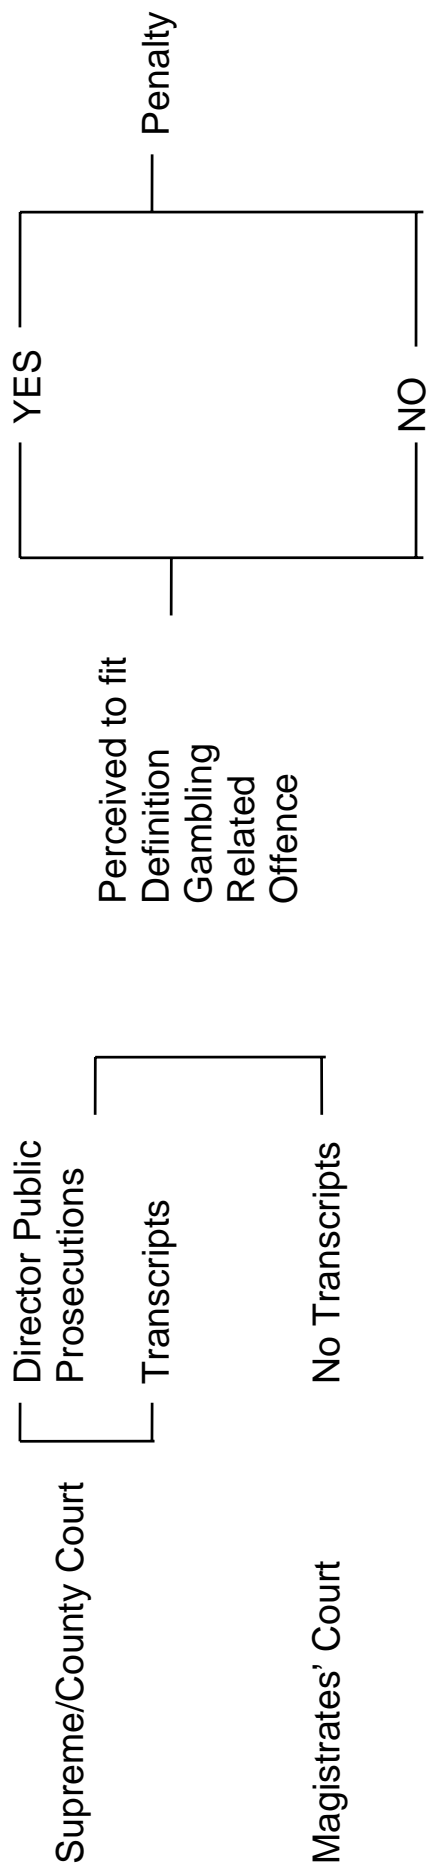 Supreme/County Court
Director Public
Prosecutions
Transcripts
Magistrates’ Court
No Transcripts
Perceived to fit
Definition
Gambling
Related
Offence
YES
NO
Penalty